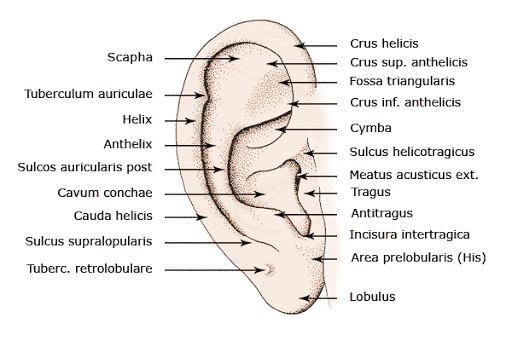 Scapha
Tuberculum auriculae
Helix
Anthelix
Sulcos auricularis post
Cavum conchae
Cauda helicis
Sulcus supralopularis
Tuberc. retrolobulare
Crus helicis
Crus sup. anthelicis
Fossa triangularis
Crus inf. anthelicis
Cymba
Sulcus helicotragicus
Meatus acusticus ext.
Tragus
Antitragus
Incisura intertragica
Area prelobularis (His)
Lobulus